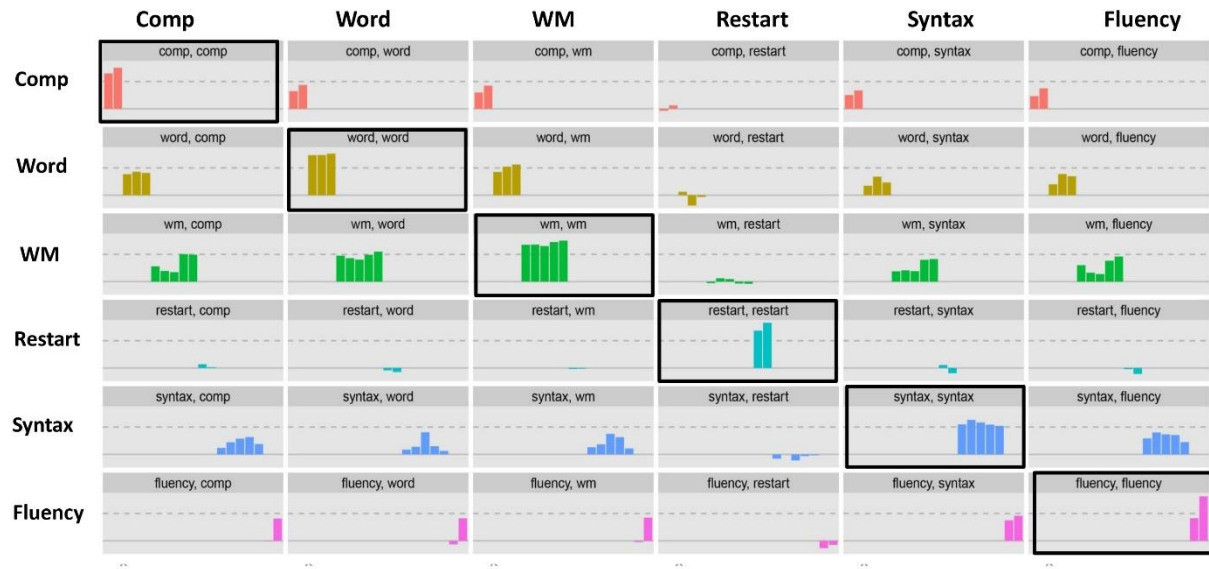 Comp Word WM Restart Syntax Fluency
Comp
comp, comp comp, word comp, wm comp, restart comp, syntax comp, fluency
Word
word, comp word, word word, wm word, restart word, syntax word, fluency
WM
wm, comp wm, word wm, wm wm, restart wm, syntax wm, fluency
Restart
restart, comp restart, word restart, wm restart, restart restart, syntax restart, fluency
Syntax
syntax, comp syntax, word syntax, wm syntax, restart syntax, syntax syntax, fluency
Fluency
fluency, comp fluency, word fluency, wm fluency, restart fluency, syntax fluency, fluency